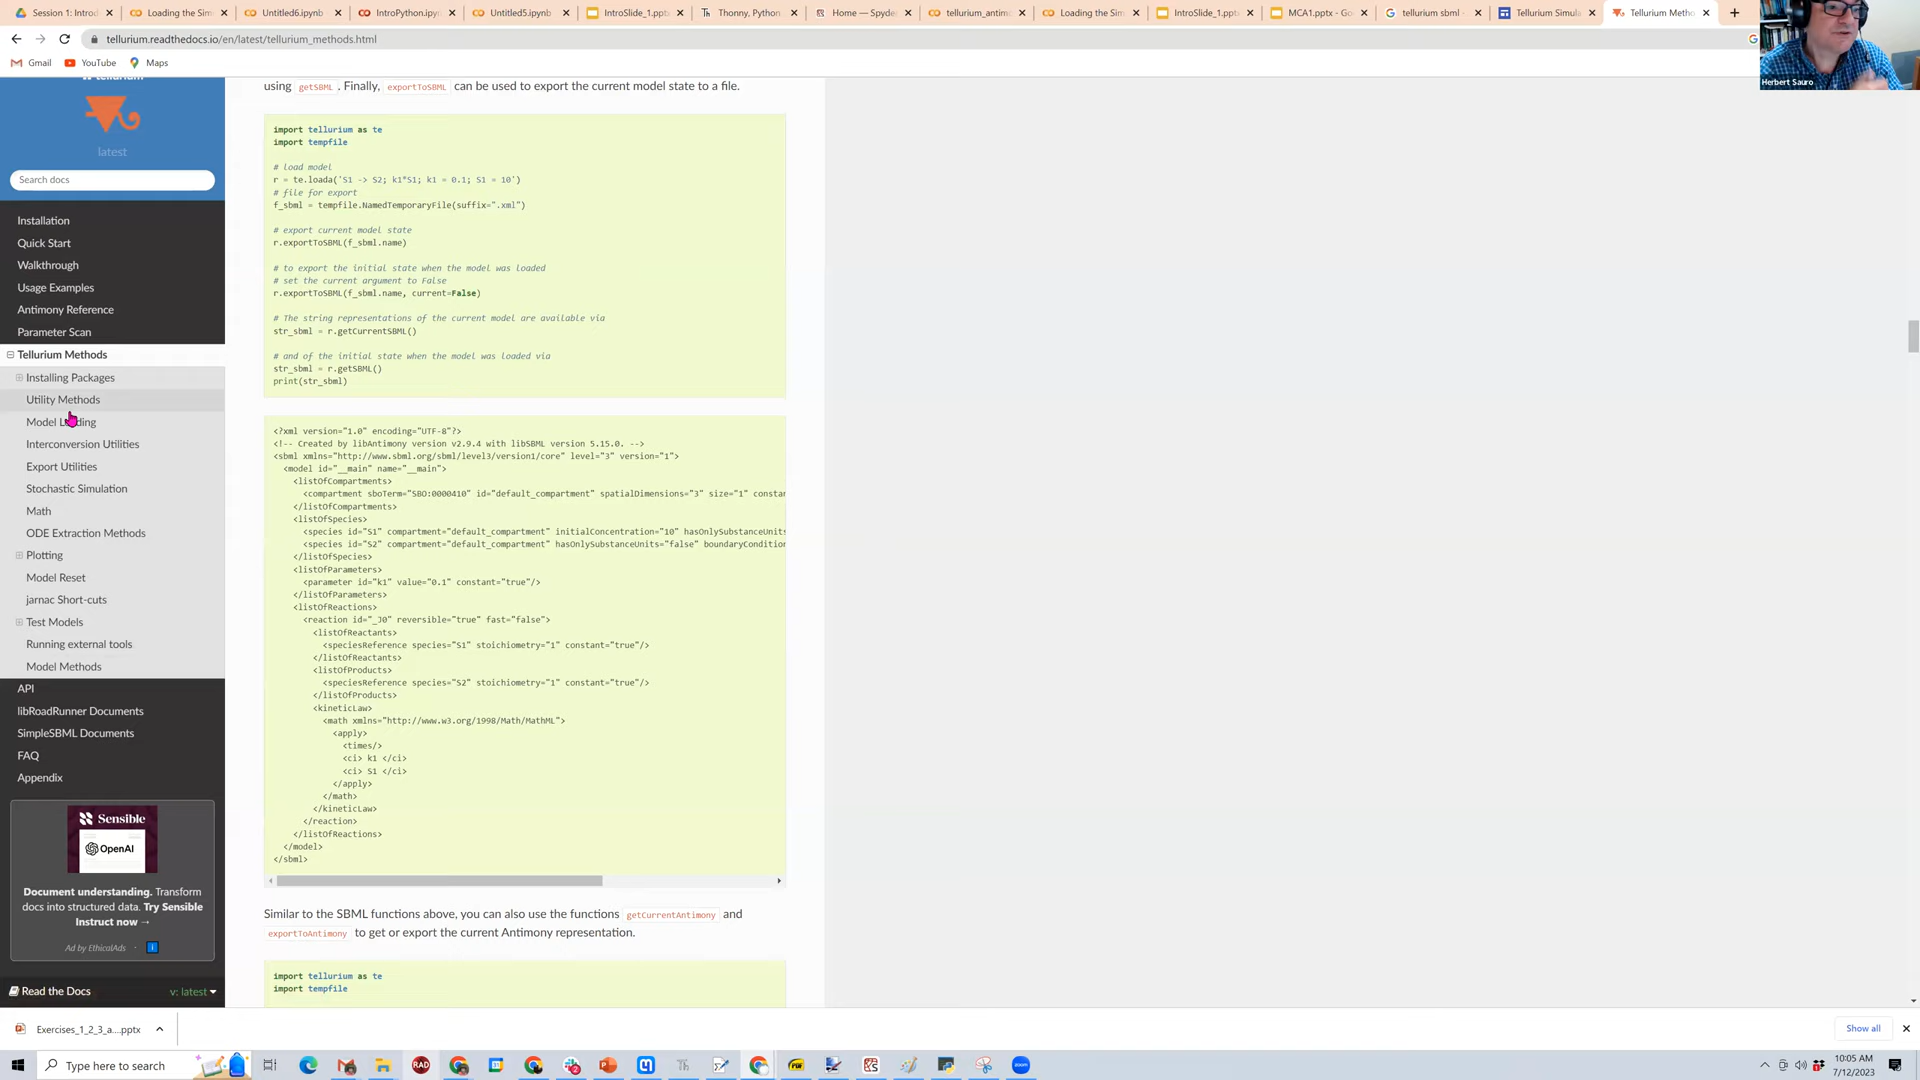 Session 1: Introd
Loading the Sim
Untitled6.ipynb
IntroPython.ipyn
Untitled5.ipynb
IntroSlide_1.pptx
Thonny, Python
Home — Spyder
tellurium_antim
Loading the Sim
IntroSlide_1.pptx
MCA1.pptx - Go
tellurium sbml -
Tellurium Simula
Tellurium Metho
tellurium.readthedocs.io/en/latest/tellurium_methods.html
Gmail
YouTube
Maps
Herbert Sauro
tellurium
latest
Search docs
Installation
Quick Start
Walkthrough
Usage Examples
Antimony Reference
Parameter Scan
Tellurium Methods
Installing Packages
Utility Methods
Model Loading
Interconversion Utilities
Export Utilities
Stochastic Simulation
Math
ODE Extraction Methods
Plotting
Model Reset
jarnac Short-cuts
Test Models
Running external tools
Model Methods
API
libRoadRunner Documents
SimpleSBML Documents
FAQ
Appendix
Sensible
OpenAI
Document understanding. Transform
docs into structured data. Try Sensible
Instruct now →
Ad by EthicalAds ·
Read the Docs
v: latest
using getSBML . Finally, exportToSBML can be used to export the current model state to a file.
import tellurium as te
import tempfile
# load model
r = te.loada('S1 -> S2; k1*S1; k1 = 0.1; S1 = 10')
# file for export
f_sbml = tempfile.NamedTemporaryFile(suffix=".xml")
# export current model state
r.exportToSBML(f_sbml.name)
# to export the initial state when the model was loaded
# set the current argument to False
r.exportToSBML(f_sbml.name, current=False)
# The string representations of the current model are available via
str_sbml = r.getCurrentSBML()
# and of the initial state when the model was loaded via
str_sbml = r.getSBML()
print(str_sbml)
<?xml version="1.0" encoding="UTF-8"?>
<!-- Created by libAntimony version v2.9.4 with libSBML version 5.15.0. -->
<sbml xmlns="http://www.sbml.org/sbml/level3/version1/core" level="3" version="1">
<model id="__main" name="__main">
<listOfCompartments>
<compartment sboTerm="SBO:0000410" id="default_compartment" spatialDimensions="3" size="1" constan
</listOfCompartments>
<listOfSpecies>
<species id="S1" compartment="default_compartment" initialConcentration="10" hasOnlySubstanceUnits
<species id="S2" compartment="default_compartment" hasOnlySubstanceUnits="false" boundaryCondition
</listOfSpecies>
<listOfParameters>
<parameter id="k1" value="0.1" constant="true"/>
</listOfParameters>
<listOfReactions>
<reaction id="_J0" reversible="true" fast="false">
<listOfReactants>
<speciesReference species="S1" stoichiometry="1" constant="true"/>
</listOfReactants>
<listOfProducts>
<speciesReference species="S2" stoichiometry="1" constant="true"/>
</listOfProducts>
<kineticLaw>
<math xmlns="http://www.w3.org/1998/Math/MathML">
<apply>
<times/>
<ci> k1 </ci>
<ci> S1 </ci>
</apply>
</math>
</kineticLaw>
</reaction>
</listOfReactions>
</model>
</sbml>
Similar to the SBML functions above, you can also use the functions getCurrentAntimony and
exportToAntimony to get or export the current Antimony representation.
import tellurium as te
import tempfile
Exercises_1_2_3_a....pptx
Show all
Type here to search
RAD
10:05 AM
7/12/2023